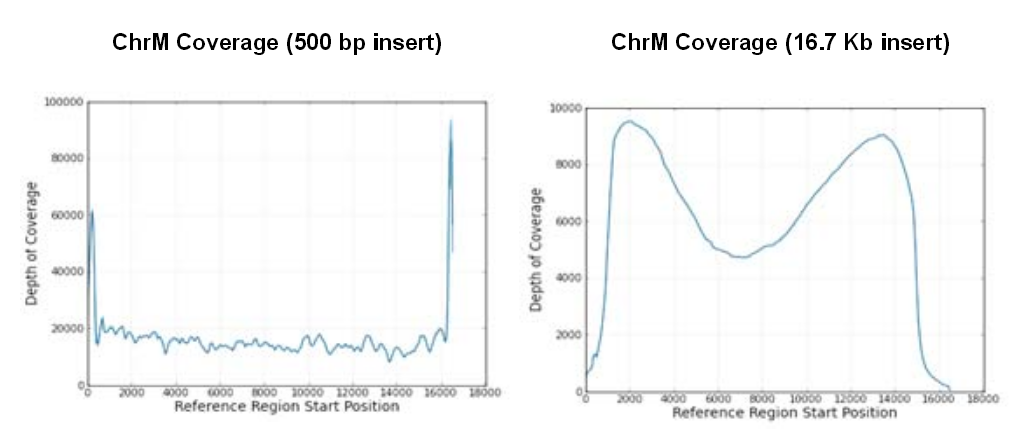 ChrM Coverage (500 bp insert)
100000
80000
60000
40000
20000
0
Depth of Coverage
0 2000 4000 6000 8000 10000 12000 14000 16000 18000
Reference Region Start Position
ChrM Coverage (16.7 Kb insert)
10000
8000
6000
4000
2000
0
Depth of Coverage
0 2000 4000 6000 8000 10000 12000 14000 16000 18000
Reference Region Start Position